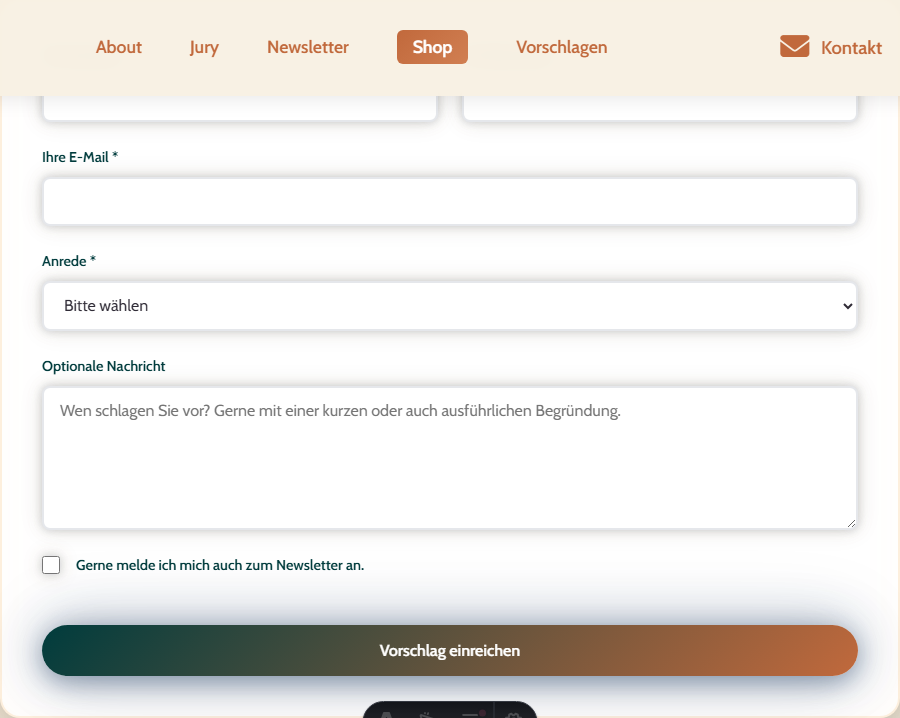 About Jury Newsletter Shop Vorschlagen Kontakt
Ihre E-Mail *
Anrede *
Bitte wählen
Optionale Nachricht
Wen schlagen Sie vor? Gerne mit einer kurzen oder auch ausführlichen Begründung.
Gerne melde ich mich auch zum Newsletter an.
Vorschlag einreichen